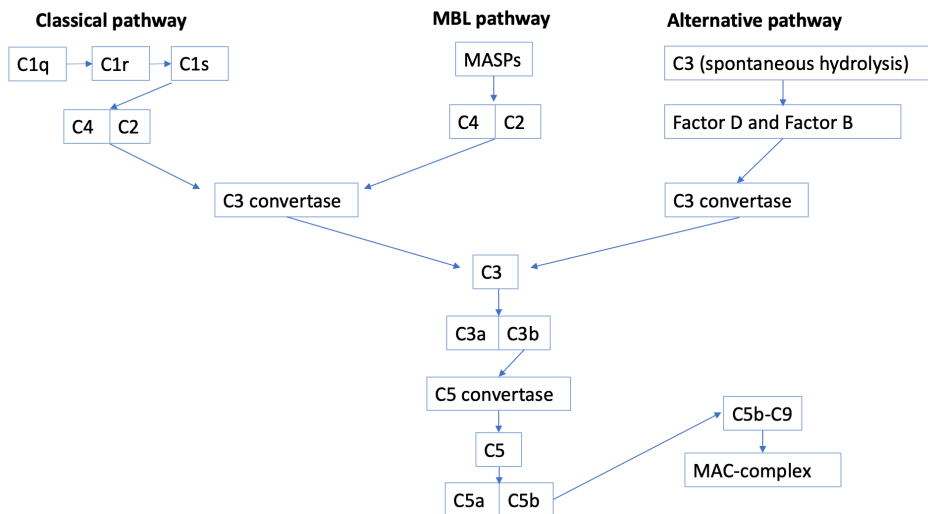 Classical pathway
MBL pathway
Alternative pathway
C1q
C1r
C1s
MASPs
C3 (spontaneous hydrolysis)
C4
C2
C4
C2
Factor D and Factor B
C3 convertase
C3 convertase
C3
C3a
C3b
C5 convertase
C5b-C9
C5
MAC-complex
C5a
C5b